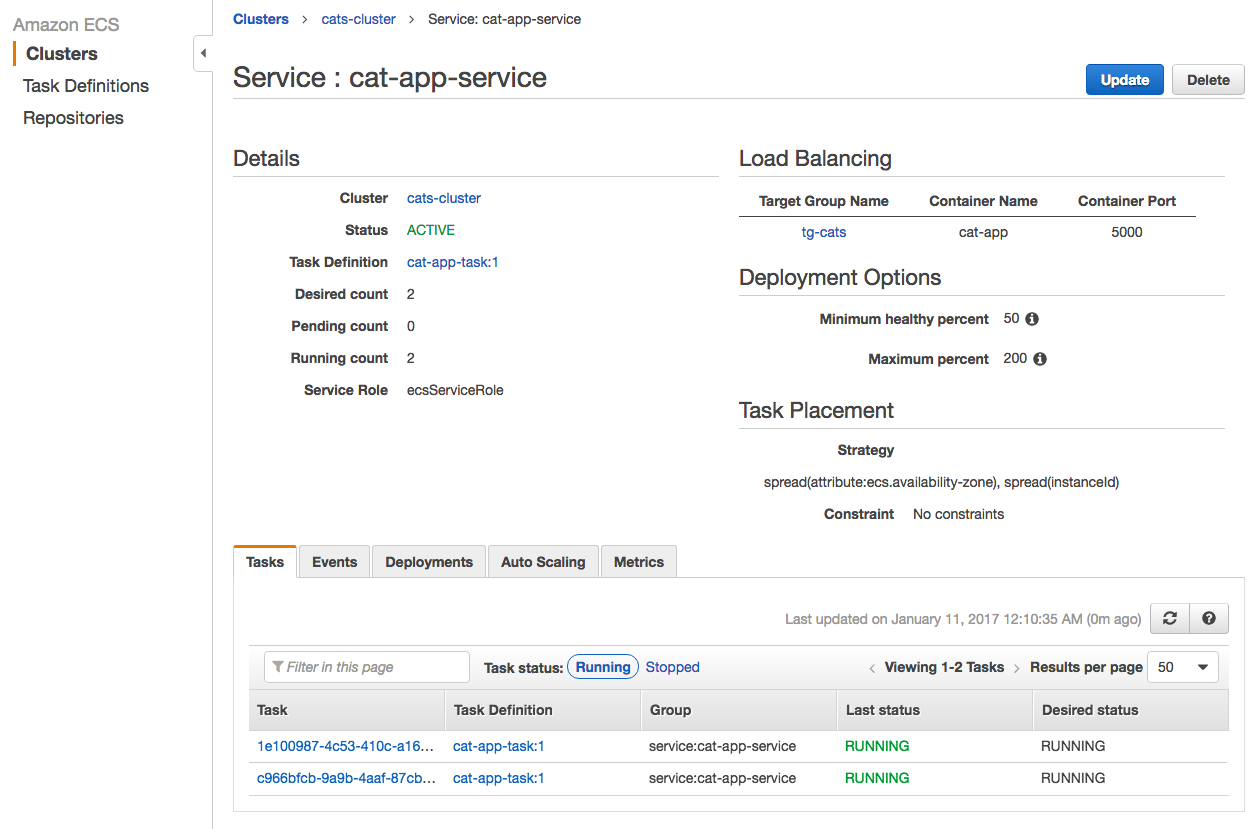 Amazon ECS
Clusters
Task Definitions
Repositories
Clusters > cats-cluster > Service: cat-app-service
Service : cat-app-service
Update
Delete
Details
Cluster cats-cluster
Status ACTIVE
Task Definition cat-app-task:1
Desired count 2
Pending count 0
Running count 2
Service Role ecsServiceRole
Load Balancing
Target Group Name Container Name Container Port
tg-cats cat-app 5000
Deployment Options
Minimum healthy percent 50
Maximum percent 200
Task Placement
Strategy
spread(attribute:ecs.availability-zone), spread(instanceId)
Constraint No constraints
Tasks Events Deployments Auto Scaling Metrics
Last updated on January 11, 2017 12:10:35 AM (0m ago)
Filter in this page Task status: Running Stopped < Viewing 1-2 Tasks > Results per page 50
Task Task Definition Group Last status Desired status
1e100987-4c53-410c-a16... cat-app-task:1 service:cat-app-service RUNNING RUNNING
c966bfcb-9a9b-4aaf-87cb... cat-app-task:1 service:cat-app-service RUNNING RUNNING